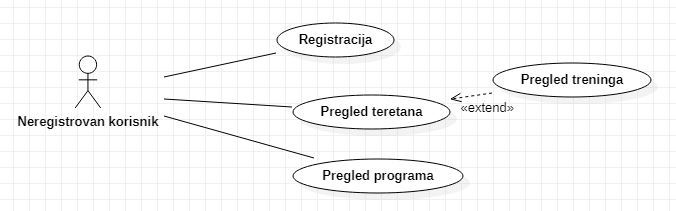 Registracija
Pregled treninga
Pregled teretana
«extend»
Neregistrovan korisnik
Pregled programa